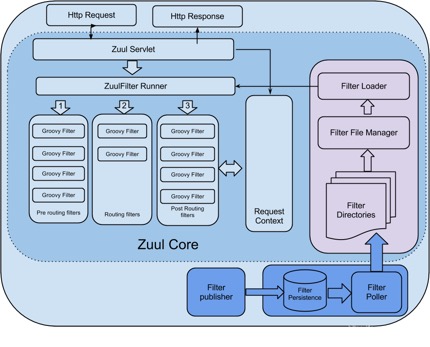 Http Request
Http Response
Zuul Servlet
ZuulFilter Runner
Filter Loader
1
2
3
Groovy Filter
Groovy Filter
Groovy Filter
Groovy Filter
Pre routing filters
Groovy Filter
Groovy Filter
Routing filters
Groovy Filter
Groovy Filter
Groovy Filter
Groovy Filter
Post Routing
filters
Request
Context
Filter File Manager
Filter
Directories
Zuul Core
Filter
publisher
Filter
Persistence
Filter
Poller